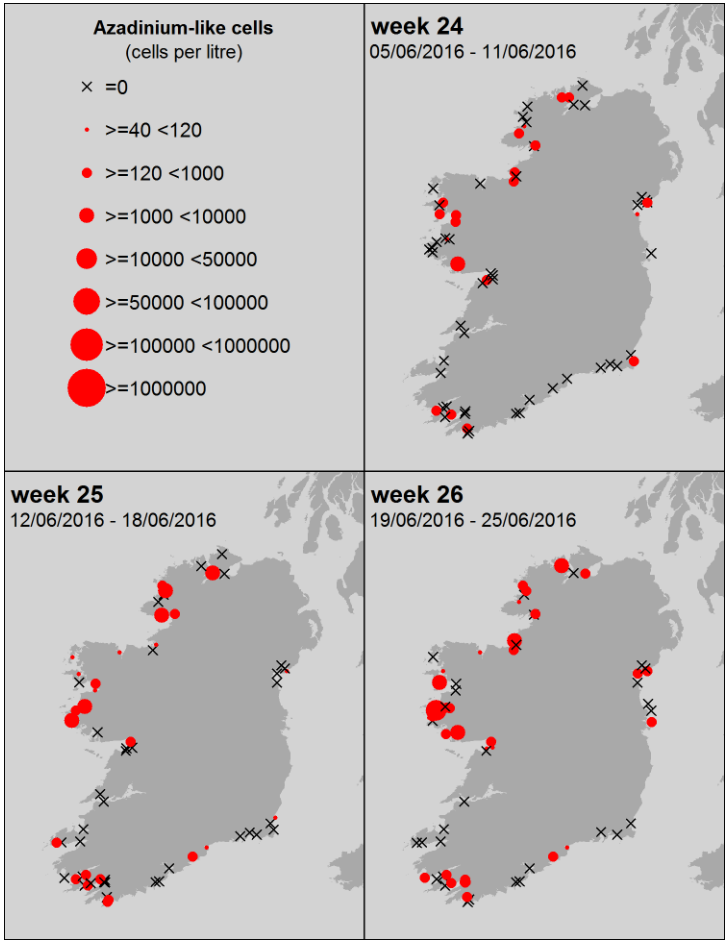 Azadinium-like cells
(cells per litre)
=0
>=40 <120
>=120 <1000
>=1000 <10000
>=10000 <50000
>=50000 <100000
>=100000 <1000000
>=1000000
week 24
05/06/2016 - 11/06/2016
week 25
12/06/2016 - 18/06/2016
week 26
19/06/2016 - 25/06/2016